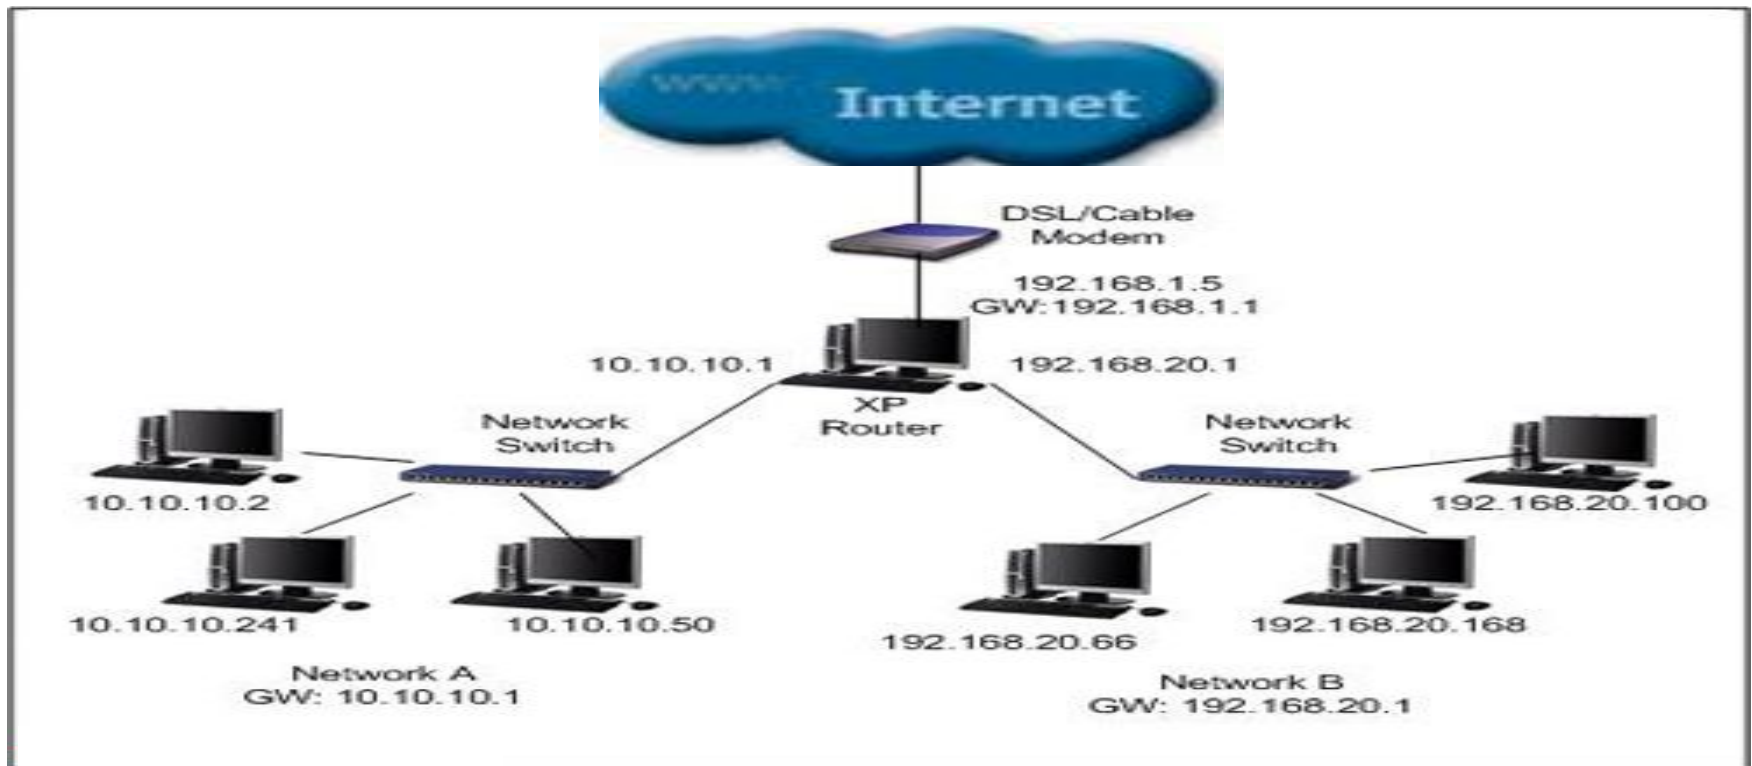 Internet
DSL/Cable
Modem
192.168.1.5
GW:192.168.1.1
10.10.10.1
192.168.20.1
XP
Router
Network
Switch
Network
Switch
10.10.10.2
192.168.20.100
10.10.10.241
10.10.10.50
192.168.20.66
192.168.20.168
Network A
GW: 10.10.10.1
Network B
GW: 192.168.20.1